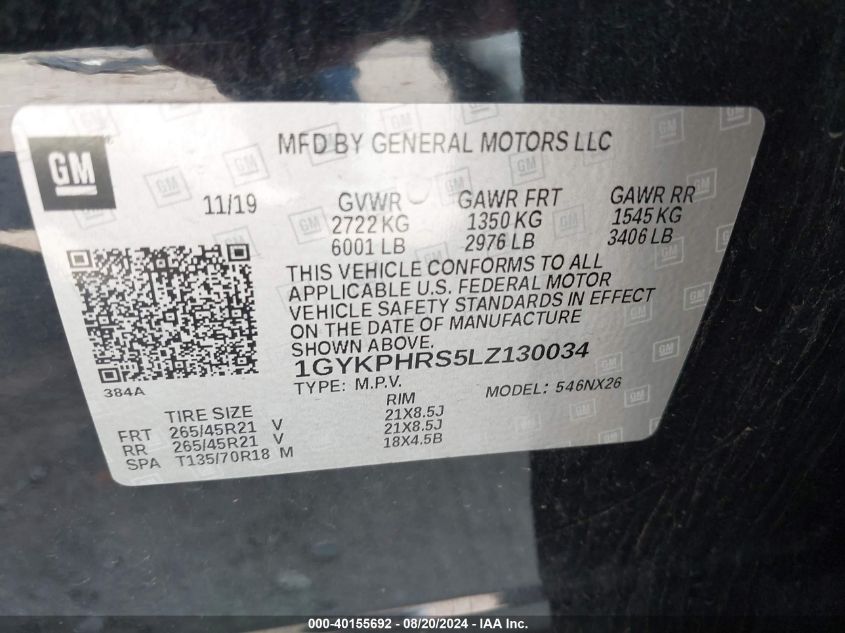 GM
MFD BY GENERAL MOTORS LLC
11/19 GVWR GAWR FRT GAWR RR
2722 KG 1350 KG 1545 KG
6001 LB 2976 LB 3406 LB
THIS VEHICLE CONFORMS TO ALL
APPLICABLE U.S. FEDERAL MOTOR
VEHICLE SAFETY STANDARDS IN EFFECT
ON THE DATE OF MANUFACTURE
SHOWN ABOVE.
1GYKPHRS5LZ130034
384A
TYPE: M.P.V. MODEL: 546NX26
TIRE SIZE RIM
FRT 265/45R21 V 21X8.5J
RR 265/45R21 V 21X8.5J
SPA T135/70R18 M 18X4.5B
000-40155692 - 08/20/2024 - IAA, Inc.